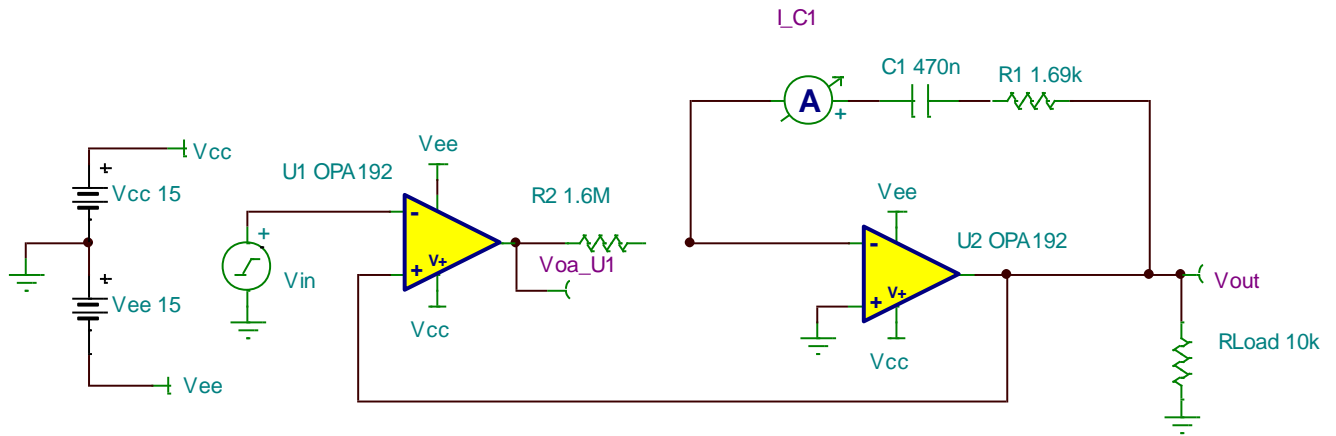 I_C1
C1 470n
R1 1.69k
A
+
Vcc
+
Vcc 15
+
Vee 15
Vee
+
Vin
U1 OPA192
Vee
-
+
V+
Vcc
R2 1.6M
Voa_U1
Vee
U2 OPA192
-
+
V+
Vcc
Vout
RLoad 10k